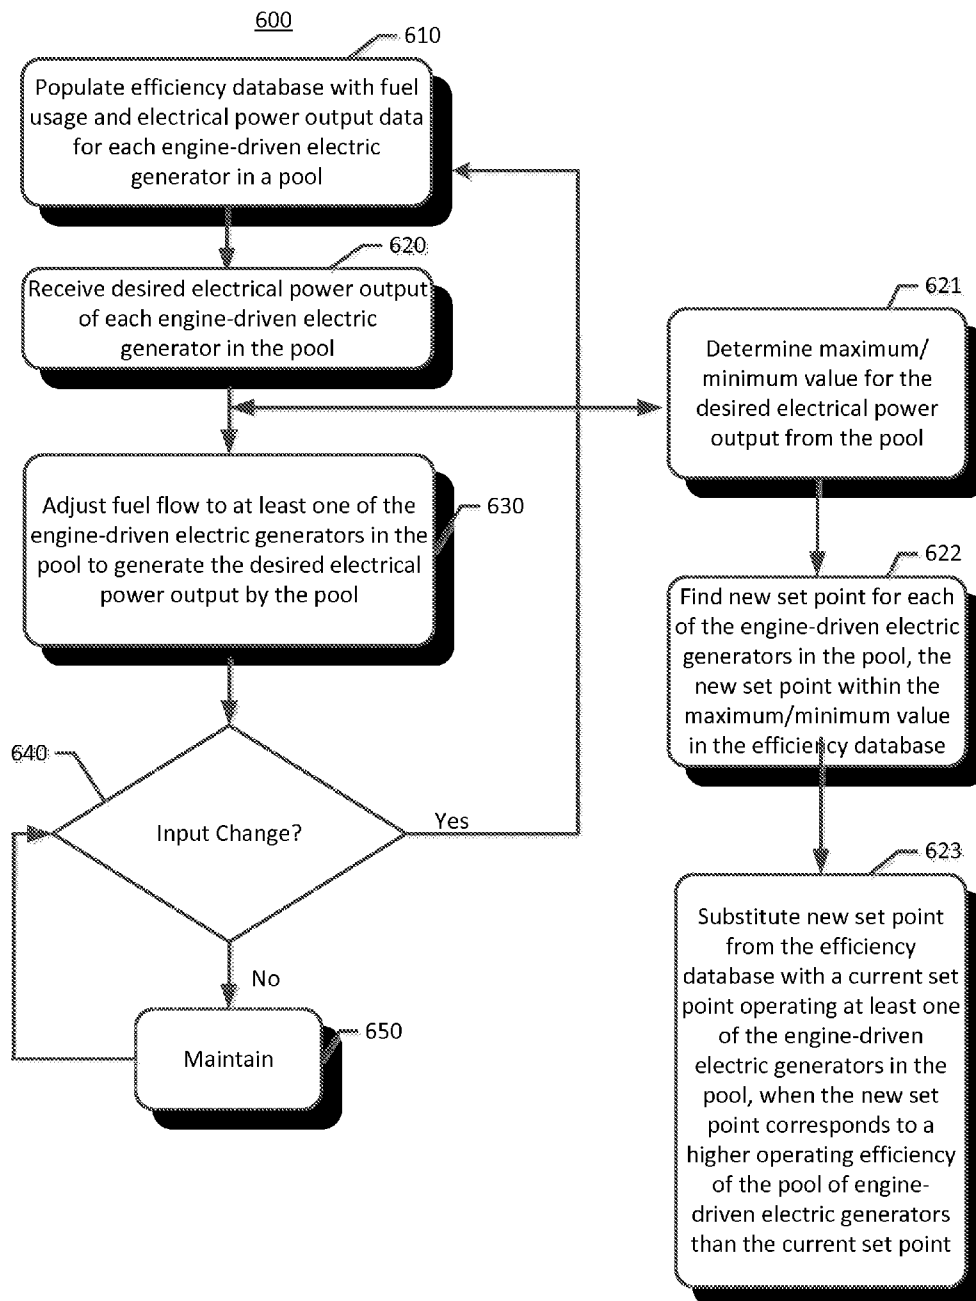 600
610
Populate efficiency database with fuel
usage and electrical power output data
for each engine-driven electric
generator in a pool
620
Receive desired electrical power output
of each engine-driven electric
generator in the pool
621
Determine maximum/
minimum value for the
desired electrical power
output from the pool
Adjust fuel flow to at least one of the
engine-driven electric generators in the
pool to generate the desired electrical
power output by the pool
630
622
Find new set point for each
of the engine-driven electric
generators in the pool, the
new set point within the
maximum/minimum value
in the efficiency database
640
Input Change?
Yes
No
Maintain
650
623
Substitute new set point
from the efficiency
database with a current set
point operating at least one
of the engine-driven
electric generators in the
pool, when the new set
point corresponds to a
higher operating efficiency
of the pool of engine-
driven electric generators
than the current set point